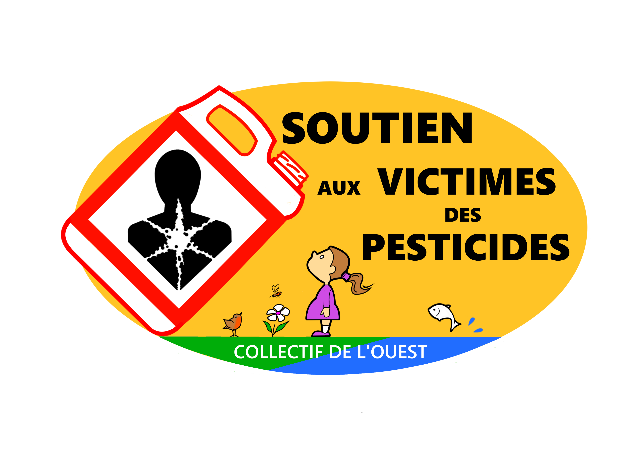 SOUTIEN
AUX VICTIMES
DES
PESTICIDES
COLLECTIF DE L'OUEST